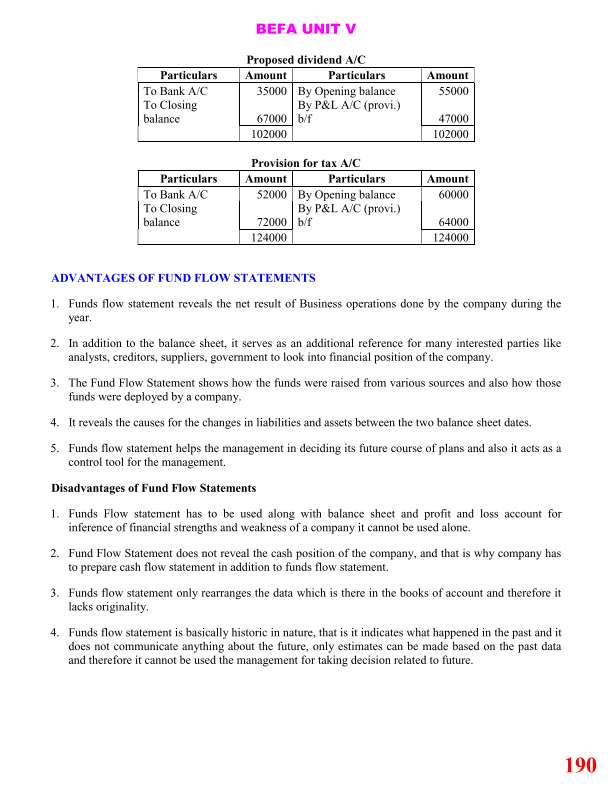 BEFA UNIT V
Proposed dividend A/C
Particulars Amount Particulars Amount
To Bank A/C 35000 By Opening balance 55000
To Closing By P&L A/C (provi.)
balance 67000 b/f 47000
102000 102000
Provision for tax A/C
Particulars Amount Particulars Amount
To Bank A/C 52000 By Opening balance 60000
To Closing By P&L A/C (provi.)
balance 72000 b/f 64000
124000 124000
ADVANTAGES OF FUND FLOW STATEMENTS
1. Funds flow statement reveals the net result of Business operations done by the company during the
year.
2. In addition to the balance sheet, it serves as an additional reference for many interested parties like
analysts, creditors, suppliers, government to look into financial position of the company.
3. The Fund Flow Statement shows how the funds were raised from various sources and also how those
funds were deployed by a company.
4. It reveals the causes for the changes in liabilities and assets between the two balance sheet dates.
5. Funds flow statement helps the management in deciding its future course of plans and also it acts as a
control tool for the management.
Disadvantages of Fund Flow Statements
1. Funds Flow statement has to be used along with balance sheet and profit and loss account for
inference of financial strengths and weakness of a company it cannot be used alone.
2. Fund Flow Statement does not reveal the cash position of the company, and that is why company has
to prepare cash flow statement in addition to funds flow statement.
3. Funds flow statement only rearranges the data which is there in the books of account and therefore it
lacks originality.
4. Funds flow statement is basically historic in nature, that is it indicates what happened in the past and it
does not communicate anything about the future, only estimates can be made based on the past data
and therefore it cannot be used the management for taking decision related to future.
190